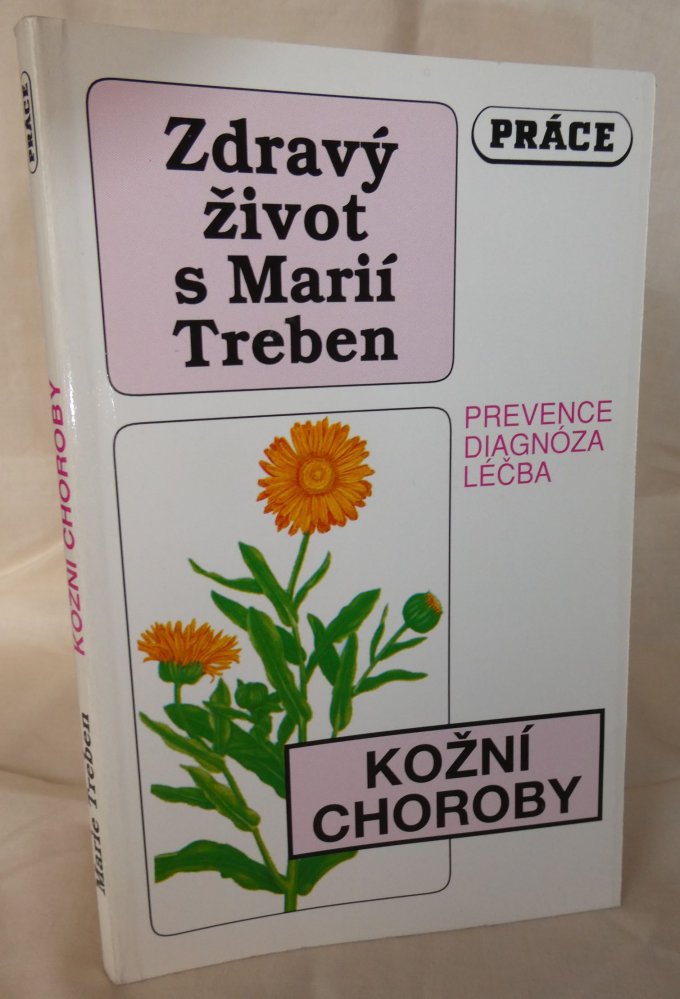 PRÁCE
KOŽNÍ CHOROBY
Marie Treben
Zdravý
život
s Marií
Treben
PRÁCE
PREVENCE
DIAGNÓZA
LÉČBA
KOŽNÍ
CHOROBY